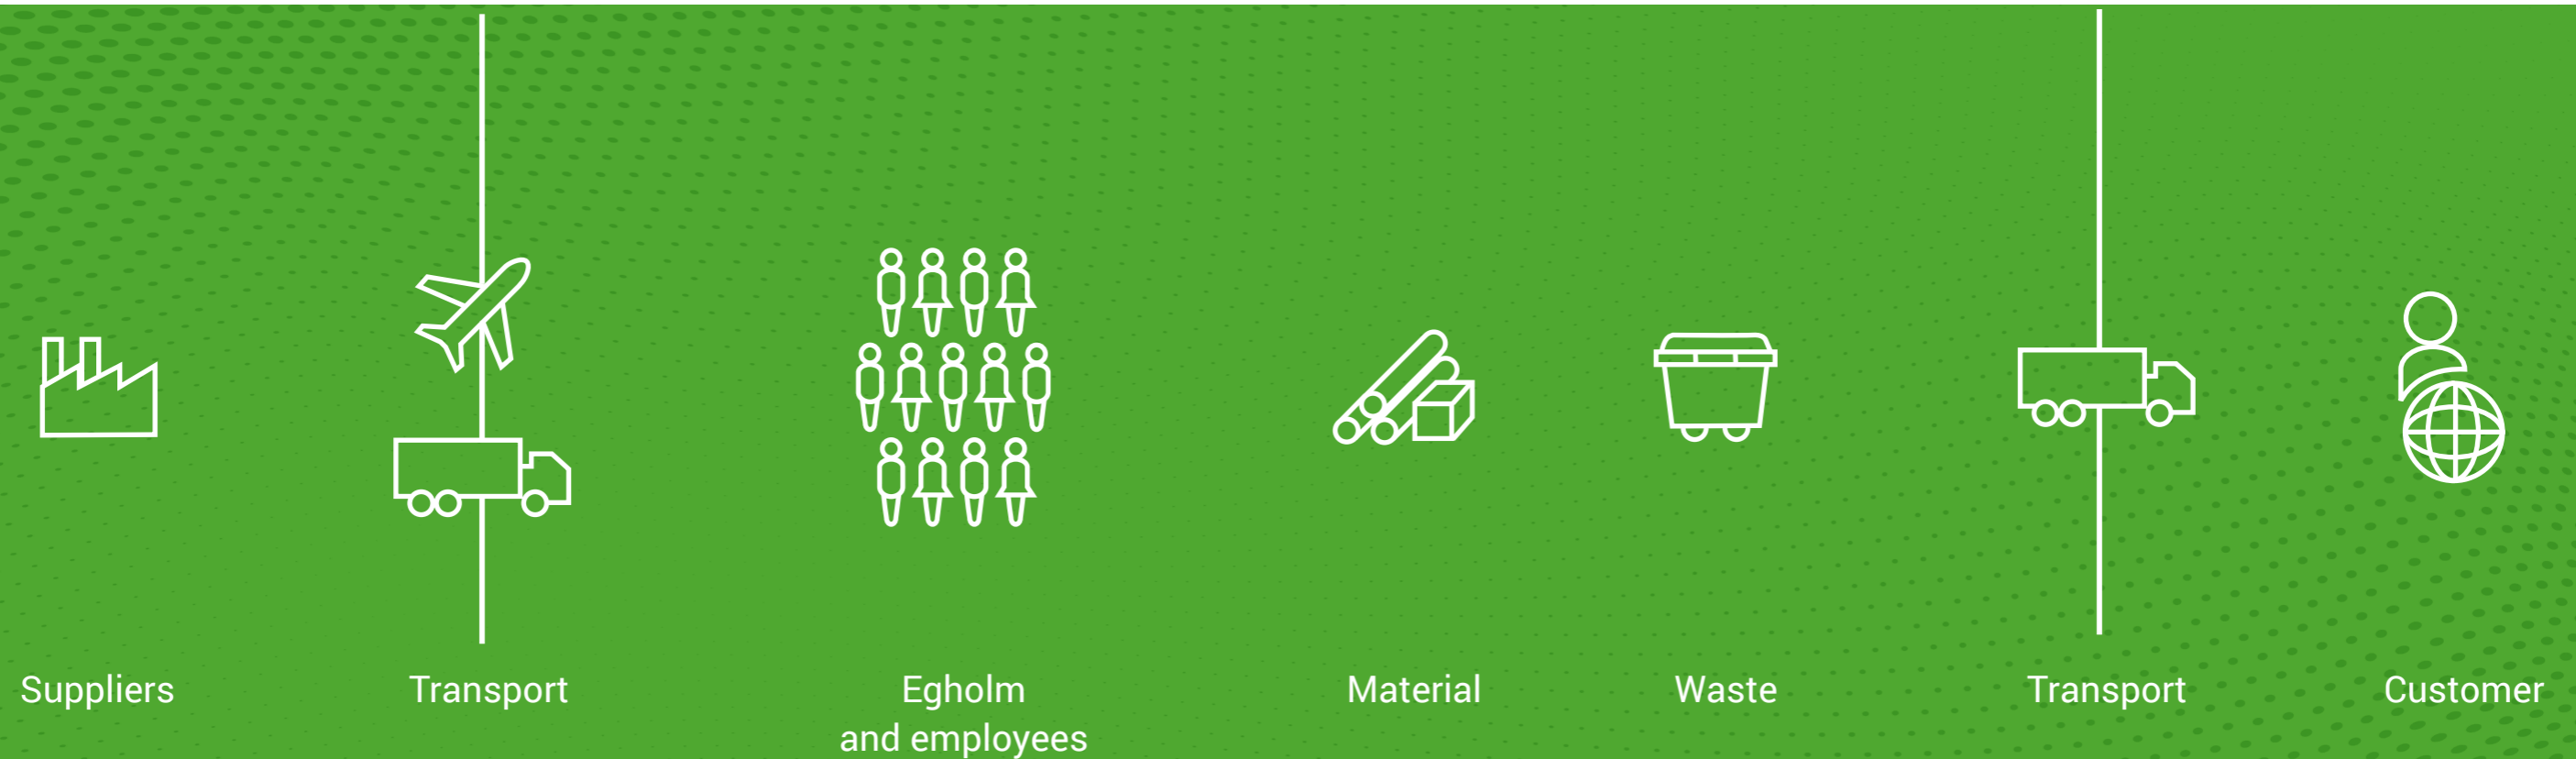 Suppliers
Transport
Egholm
and employees
Material
Waste
Transport
Customer